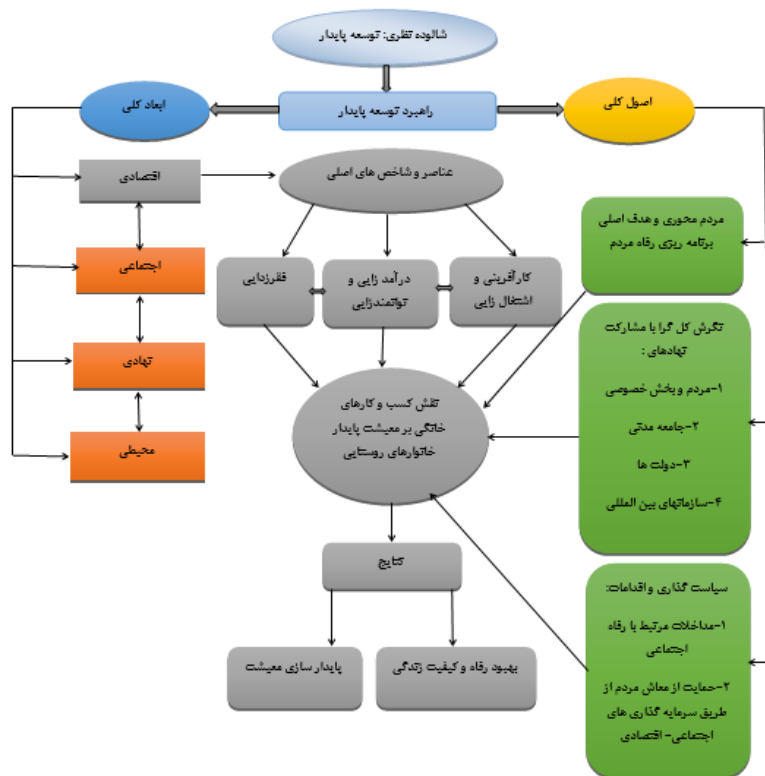 شالوده نظری: توسعه پایدار
اصول کلی
راهبرد توسعه پایدار
ابعاد کلی
عناصر و شاخص های اصلی
اقتصادی
اجتماعی
نهادی
محیطی
کارآفرینی و
اشتغال زایی
درآمد زایی و
توانمندزایی
فقرزدایی
مردم محوری و هدف اصلی
برنامه ریزی رفاه مردم
نگرش کل گرا با مشارکت
نهادهای :
۱-مردم و بخش خصوصی
۲-جامعه مدنی
۳-دولت ها
۴-سازمانهای بین المللی
نقش کسب و کارهای
خانگی بر معیشت پایدار
خانوارهای روستایی
نتایج
بهبود رفاه و کیفیت زندگی
پایدار سازی معیشت
سیاست گذاری و اقدامات:
۱-مداخلات مرتبط با رفاه
اجتماعی
۲-حمایت از معاش مردم از
طریق سرمایه گذاری های
اجتماعی- اقتصادی